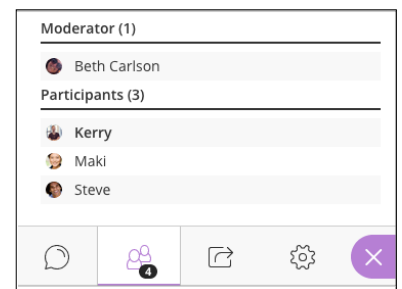 Moderator (1)
Beth Carlson
Participants (3)
Kerry
Maki
Steve
4